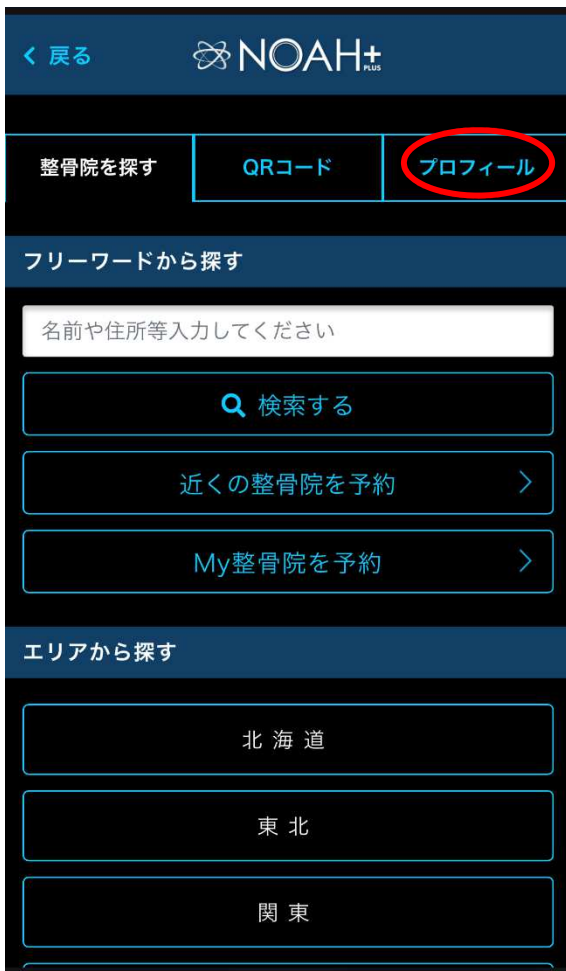 戻る
NOAH+
PLUS
整骨院を探す
QRコード
プロフィール
フリーワードから探す
名前や住所等入力してください
検索する
近くの整骨院を予約
My整骨院を予約
エリアから探す
北海道
東北
関東